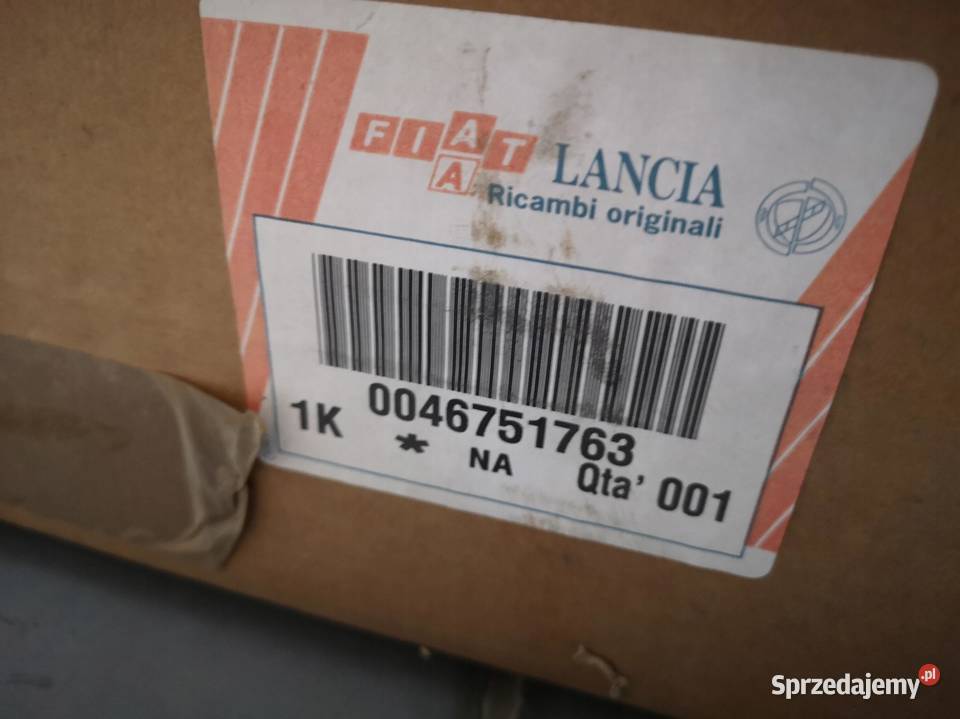 FIAT LANCIA
A
Ricambi originali
0046751763
1K * NA Qta' 001
Sprzedajemy.pl